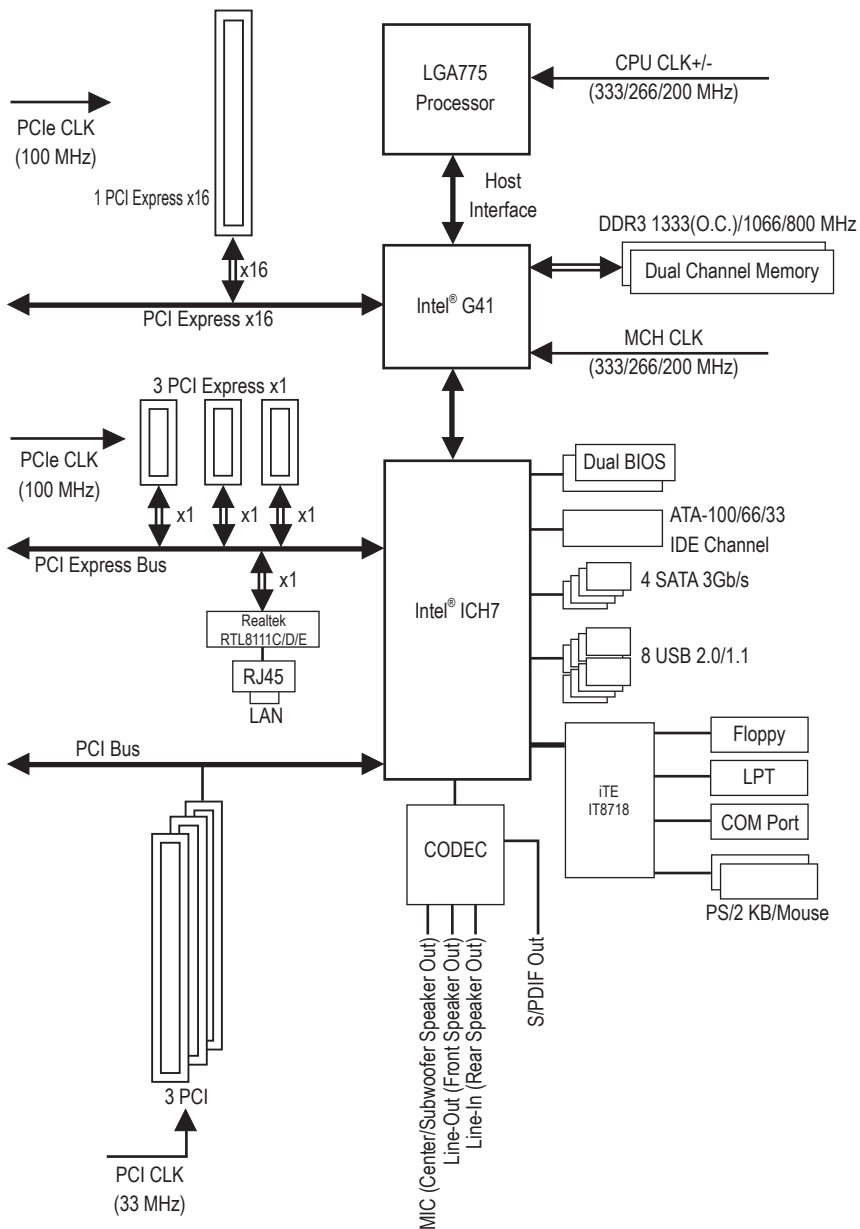 LGA775
Processor
CPU CLK+/-
(333/266/200 MHz)
PCIe CLK
(100 MHz)
1 PCI Express x16
Host
Interface
DDR3 1333(O.C.)/1066/800 MHz
Dual Channel Memory
x16
PCI Express x16
Intel® G41
MCH CLK
(333/266/200 MHz)
3 PCI Express x1
PCIe CLK
(100 MHz)
x1
x1
x1
PCI Express Bus
x1
Realtek
RTL8111C/D/E
RJ45
LAN
Intel® ICH7
Dual BIOS
ATA-100/66/33
IDE Channel
4 SATA 3Gb/s
8 USB 2.0/1.1
PCI Bus
iTE
IT8718
Floppy
LPT
COM Port
PS/2 KB/Mouse
CODEC
MIC (Center/Subwoofer Speaker Out)
Line-Out (Front Speaker Out)
Line-In (Rear Speaker Out)
S/PDIF Out
3 PCI
PCI CLK
(33 MHz)